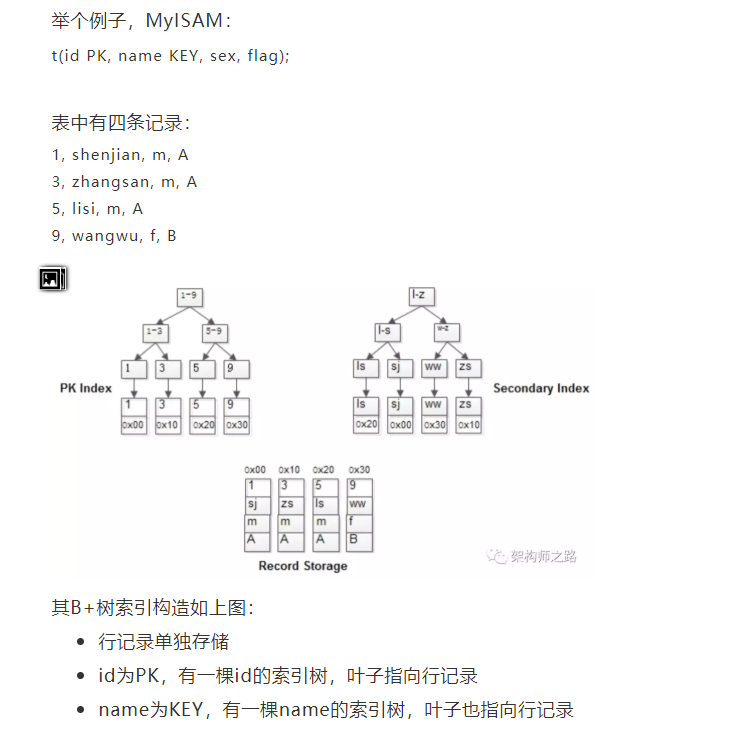 举个例子，MyISAM：
t(id PK, name KEY, sex, flag);
表中有四条记录：
1, shenjian, m, A
3, zhangsan, m, A
5, lisi, m, A
9, wangwu, f, B
1-9
l-z
1-3 5-9
l-s w-z
1 3 5 9
ls sj ww zs
PK Index
Secondary Index
1 3 5 9
ls sj ww zs
0x00 0x10 0x20 0x30
0x20 0x00 0x30 0x10
0x00 0x10 0x20 0x30
1 3 5 9
sj zs ls ww
m m m f
A A A B
架构师之路
Record Storage
其B+树索引构造如上图：
行记录单独存储
id为PK，有一棵id的索引树，叶子指向行记录
name为KEY，有一棵name的索引树，叶子也指向行记录